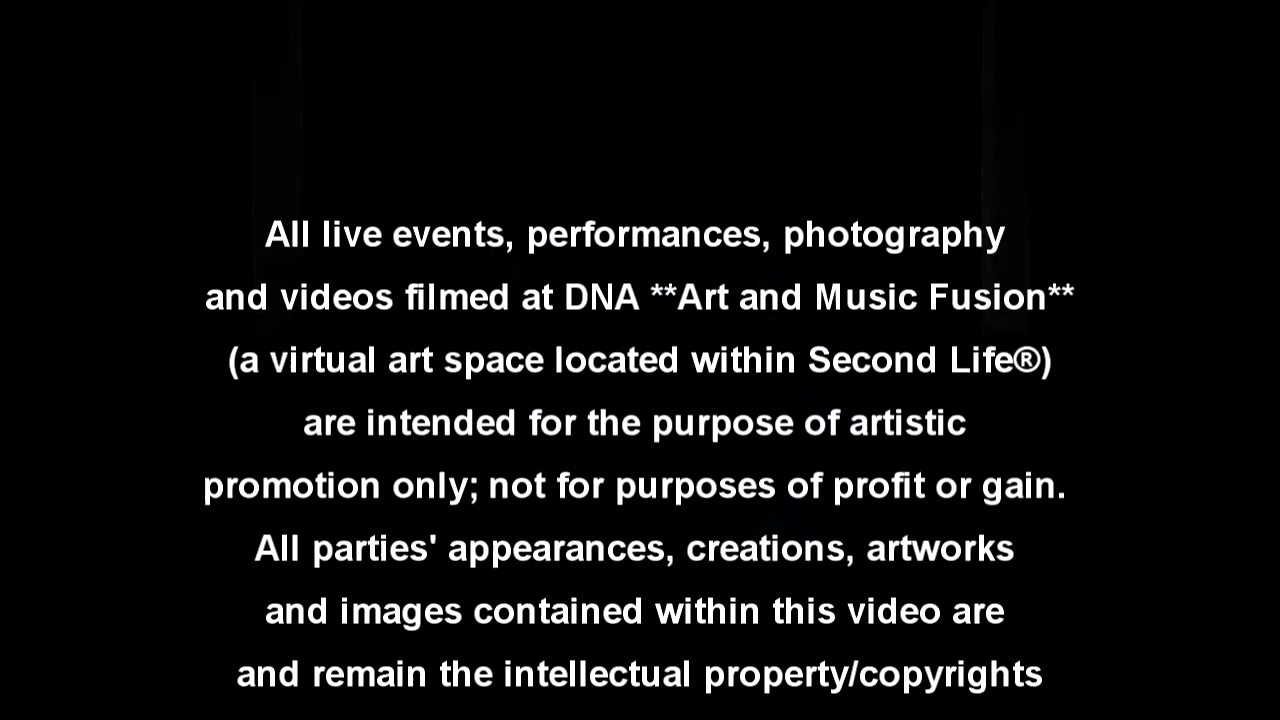 All live events, performances, photography
and videos filmed at DNA **Art and Music Fusion**
(a virtual art space located within Second Life®)
are intended for the purpose of artistic
promotion only; not for purposes of profit or gain.
All parties' appearances, creations, artworks
and images contained within this video are
and remain the intellectual property/copyrights